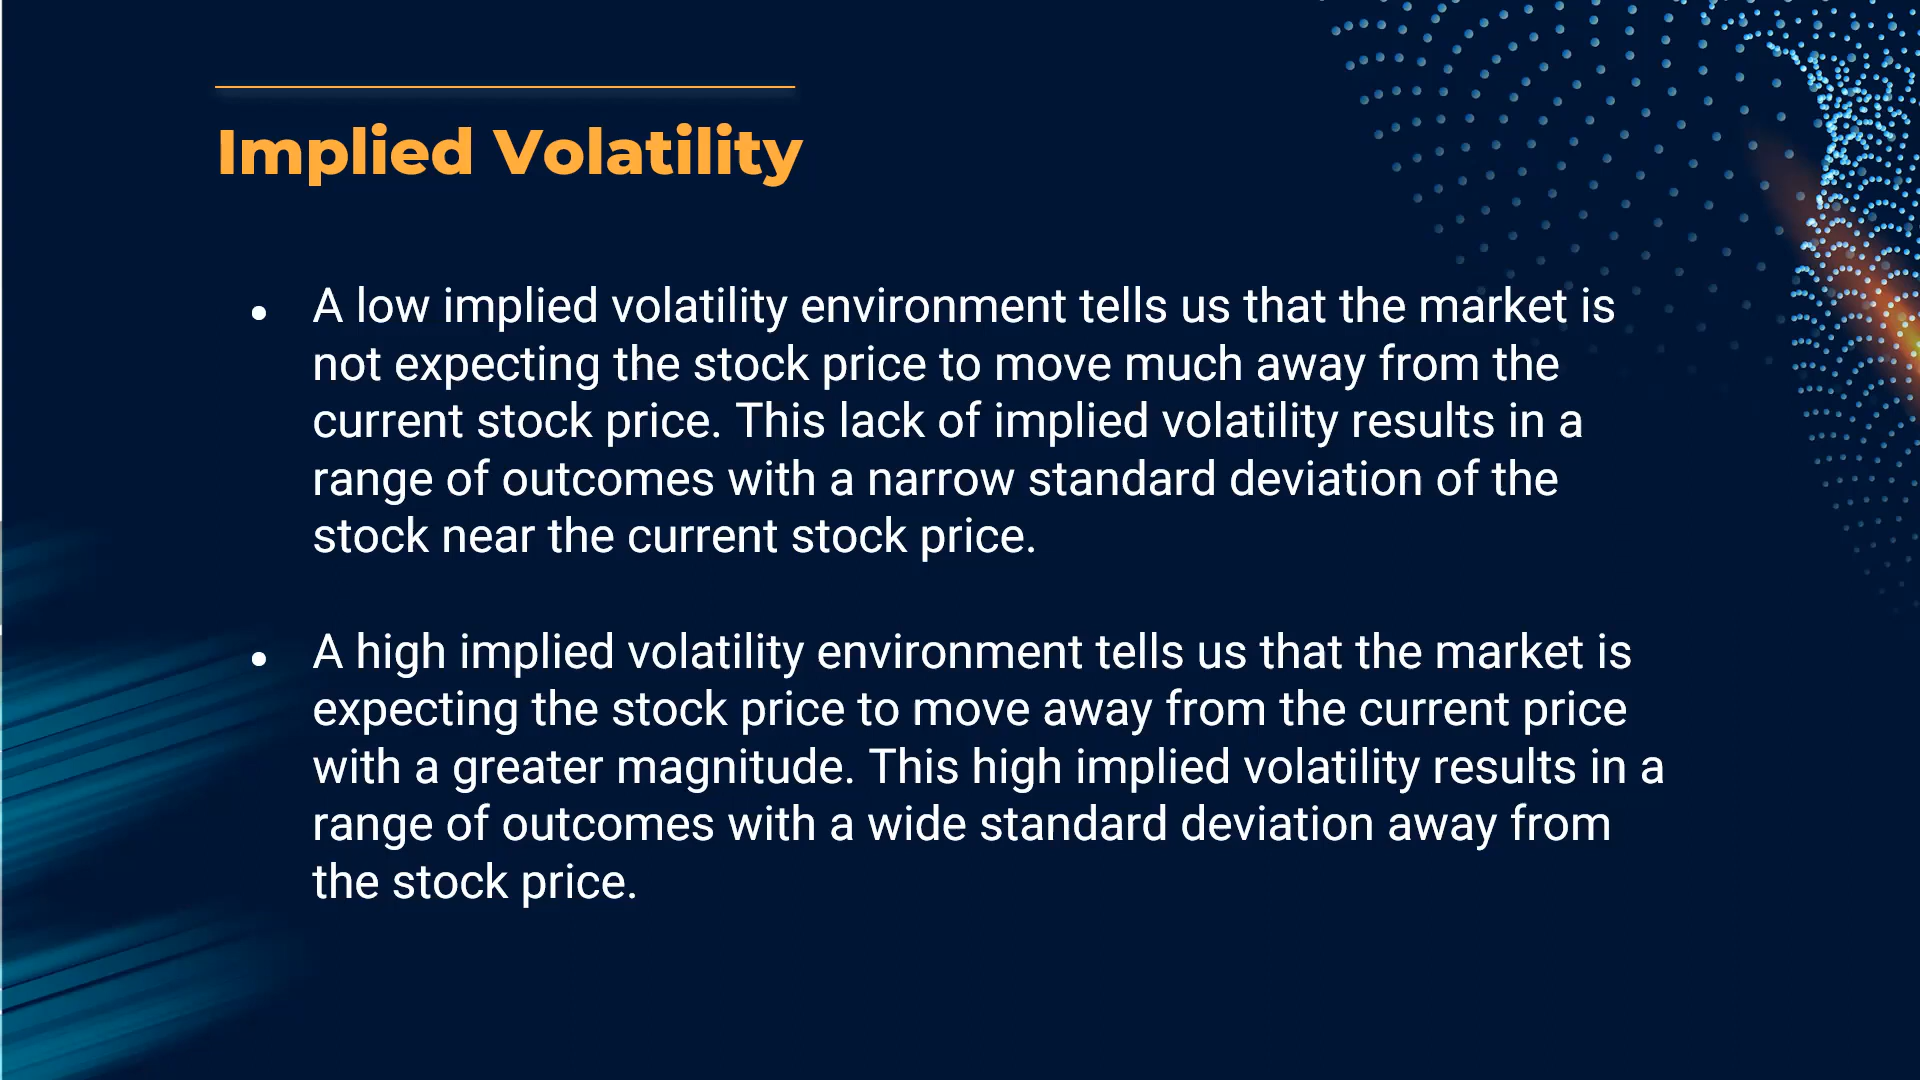 Implied Volatility
• A low implied volatility environment tells us that the market is
not expecting the stock price to move much away from the
current stock price. This lack of implied volatility results in a
range of outcomes with a narrow standard deviation of the
stock near the current stock price.
• A high implied volatility environment tells us that the market is
expecting the stock price to move away from the current price
with a greater magnitude. This high implied volatility results in a
range of outcomes with a wide standard deviation away from
the stock price.